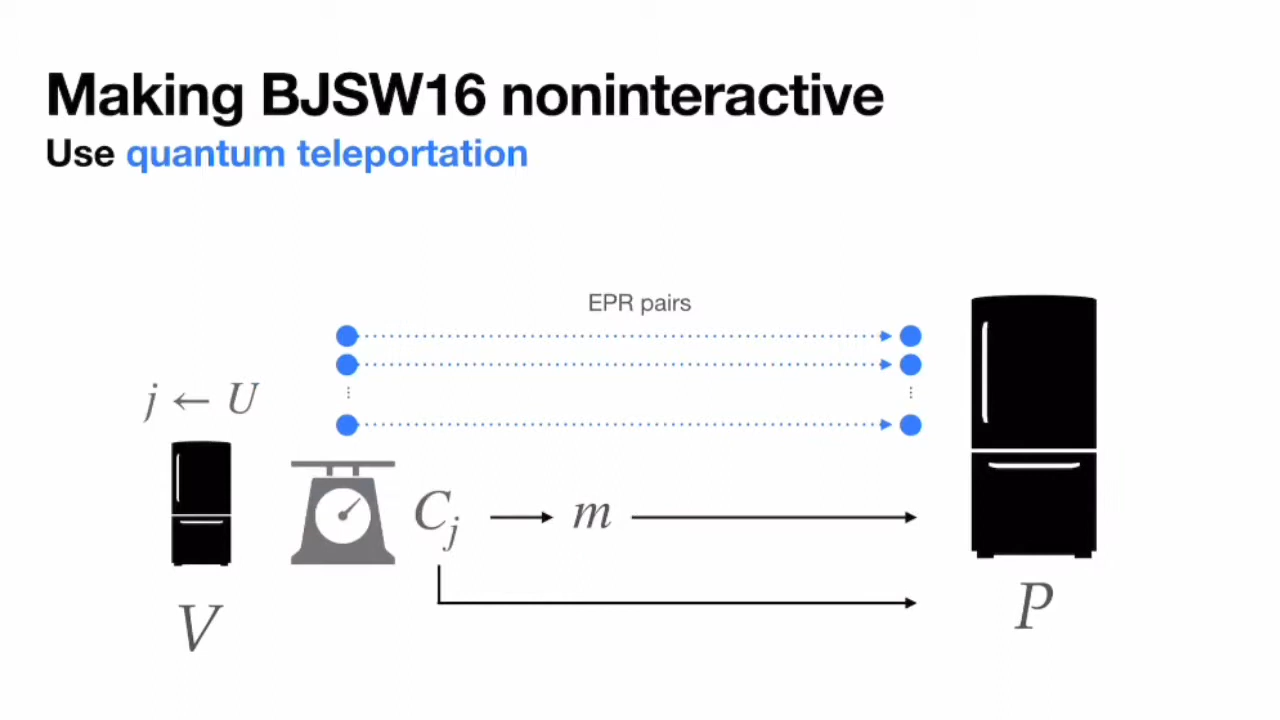 Making BJSW16 noninteractive
Use quantum teleportation
EPR pairs
j ← U
C_j
m
V
P